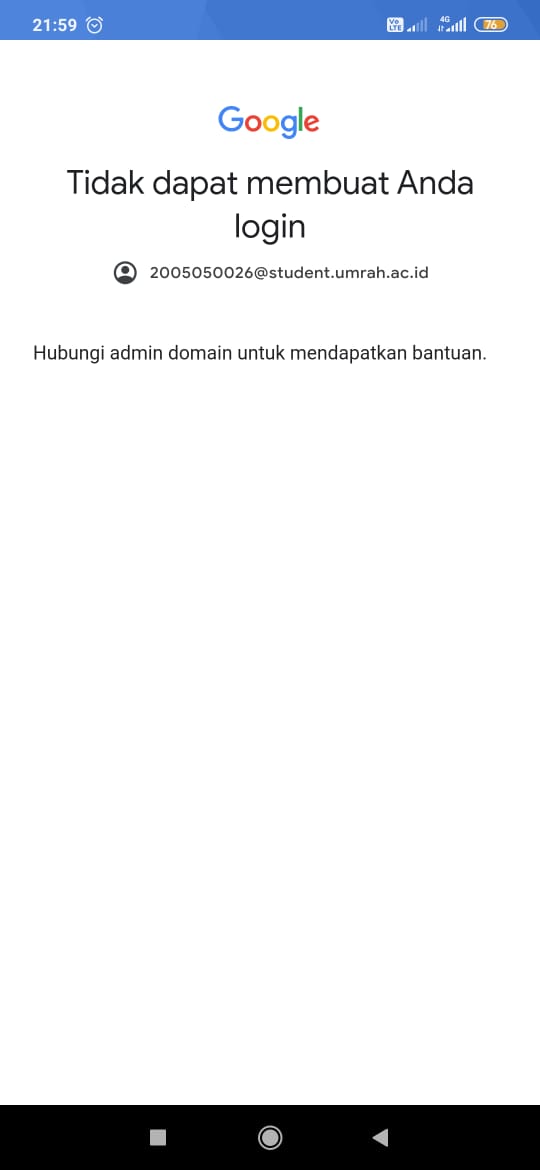 21:59 Vo LTE 4G 76
Google
Tidak dapat membuat Anda
login
2005050026@student.umrah.ac.id
Hubungi admin domain untuk mendapatkan bantuan.